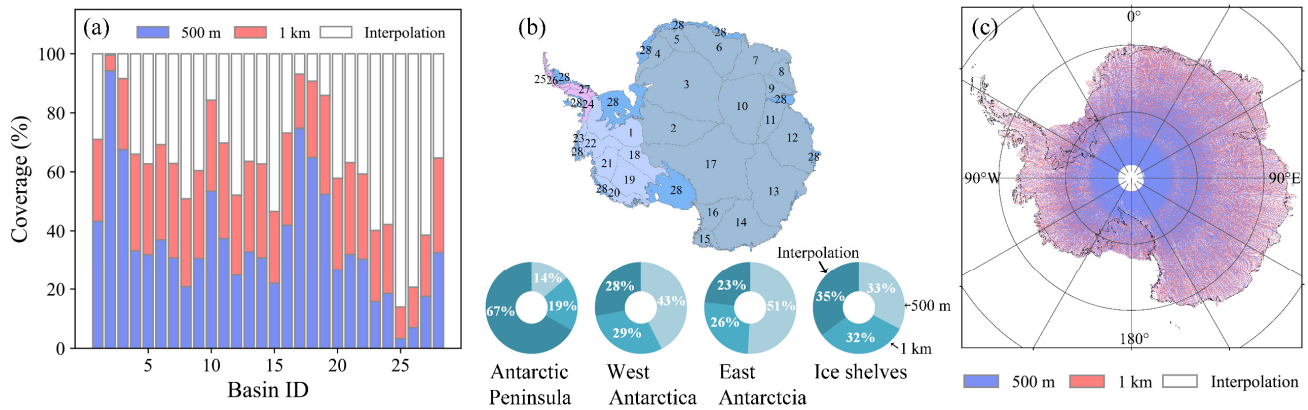 (a)
500 m
1 km
Interpolation
100
80
60
40
20
0
Coverage (%)
5
10
15
20
25
Basin ID
(b)
28
28
5
28
4
6
7
8
25
26
28
27
3
9
28
24
28
10
28
11
1
2
12
23
22
28
18
28
21
17
19
28
20
28
13
16
14
15
Interpolation
14%
19%
67%
28%
43%
29%
23%
51%
26%
35%
33%
32%
500 m
1 km
Antarctic
Peninsula
West
Antarctica
East
Antarctcia
Ice shelves
(c)
0°
90°W
90°E
180°
500 m
1 km
Interpolation